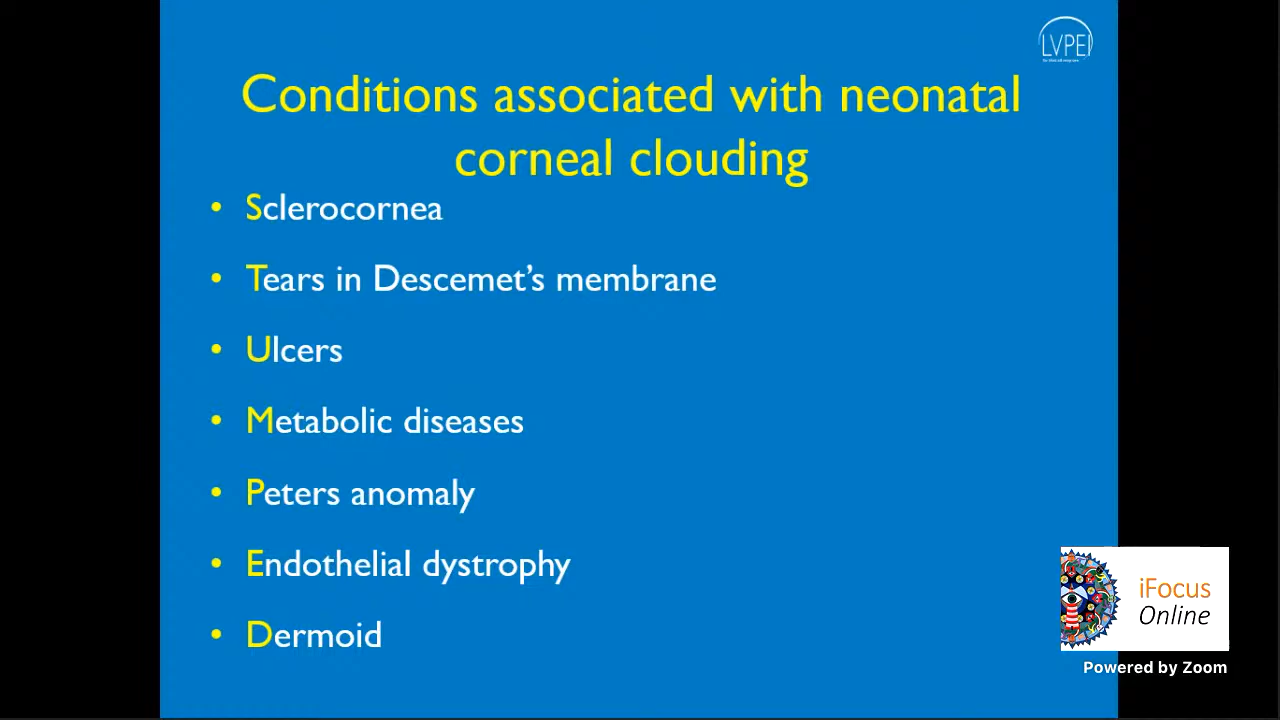 LVPEI
Conditions associated with neonatal
corneal clouding
• Sclerocornea
• Tears in Descemet’s membrane
• Ulcers
• Metabolic diseases
• Peters anomaly
• Endothelial dystrophy
• Dermoid
iFocus
Online
Powered by Zoom